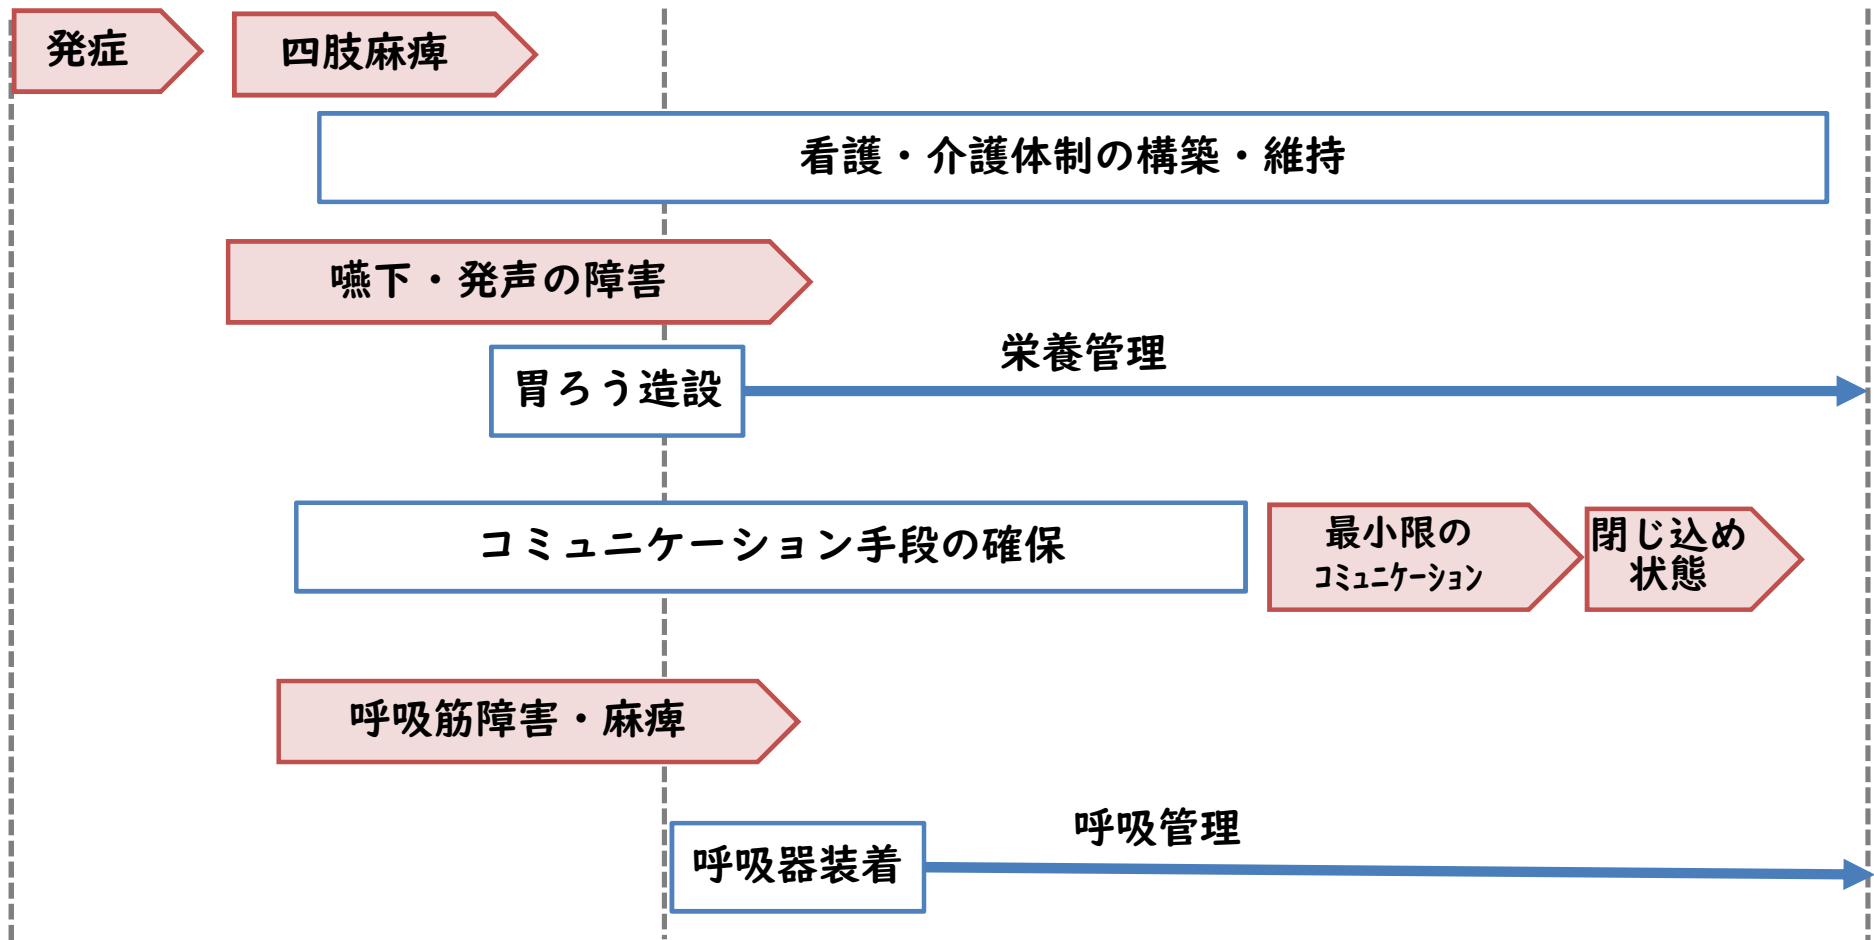 発症
四肢麻痺
看護・介護体制の構築・維持
嚥下・発声の障害
栄養管理
胃ろう造設
コミュニケーション手段の確保
最小限の
コミュニケーション
閉じ込め
状態
呼吸筋障害・麻痺
呼吸管理
呼吸器装着